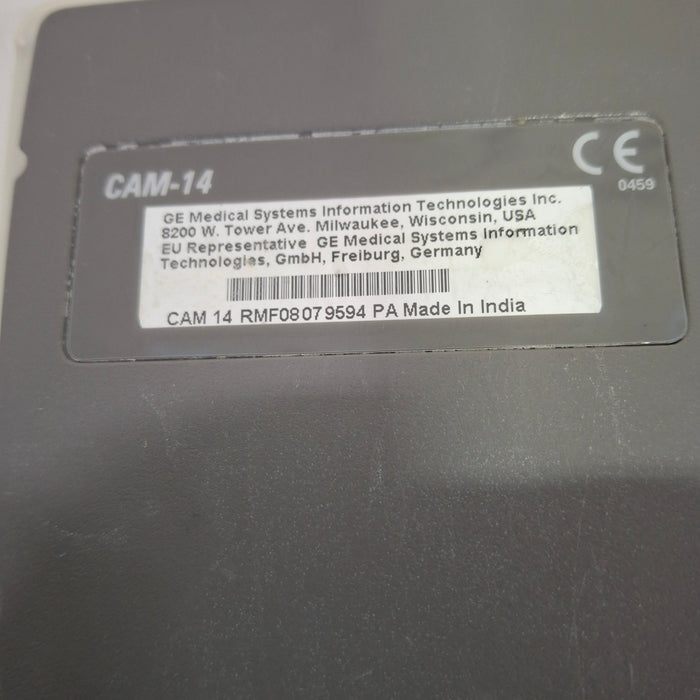 CAM-14
CE
0459
GE Medical Systems Information Technologies Inc.
8200 W. Tower Ave. Milwaukee, Wisconsin, USA
EU Representative GE Medical Systems Information
Technologies, GmbH, Freiburg, Germany
CAM 14 RMF08079594 PA Made In India